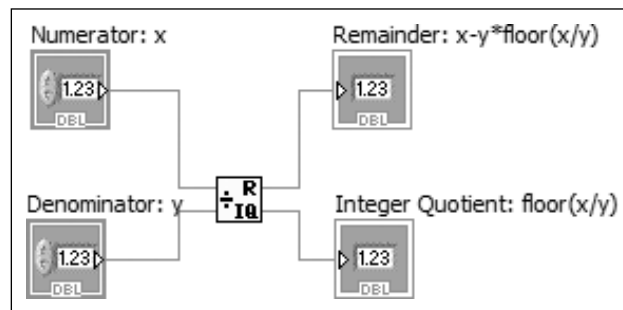 Numerator: x
1.23
DBL
Remainder: x-y*floor(x/y)
1.23
DBL
÷ R
IQ
Denominator: y
1.23
DBL
Integer Quotient: floor(x/y)
1.23
DBL